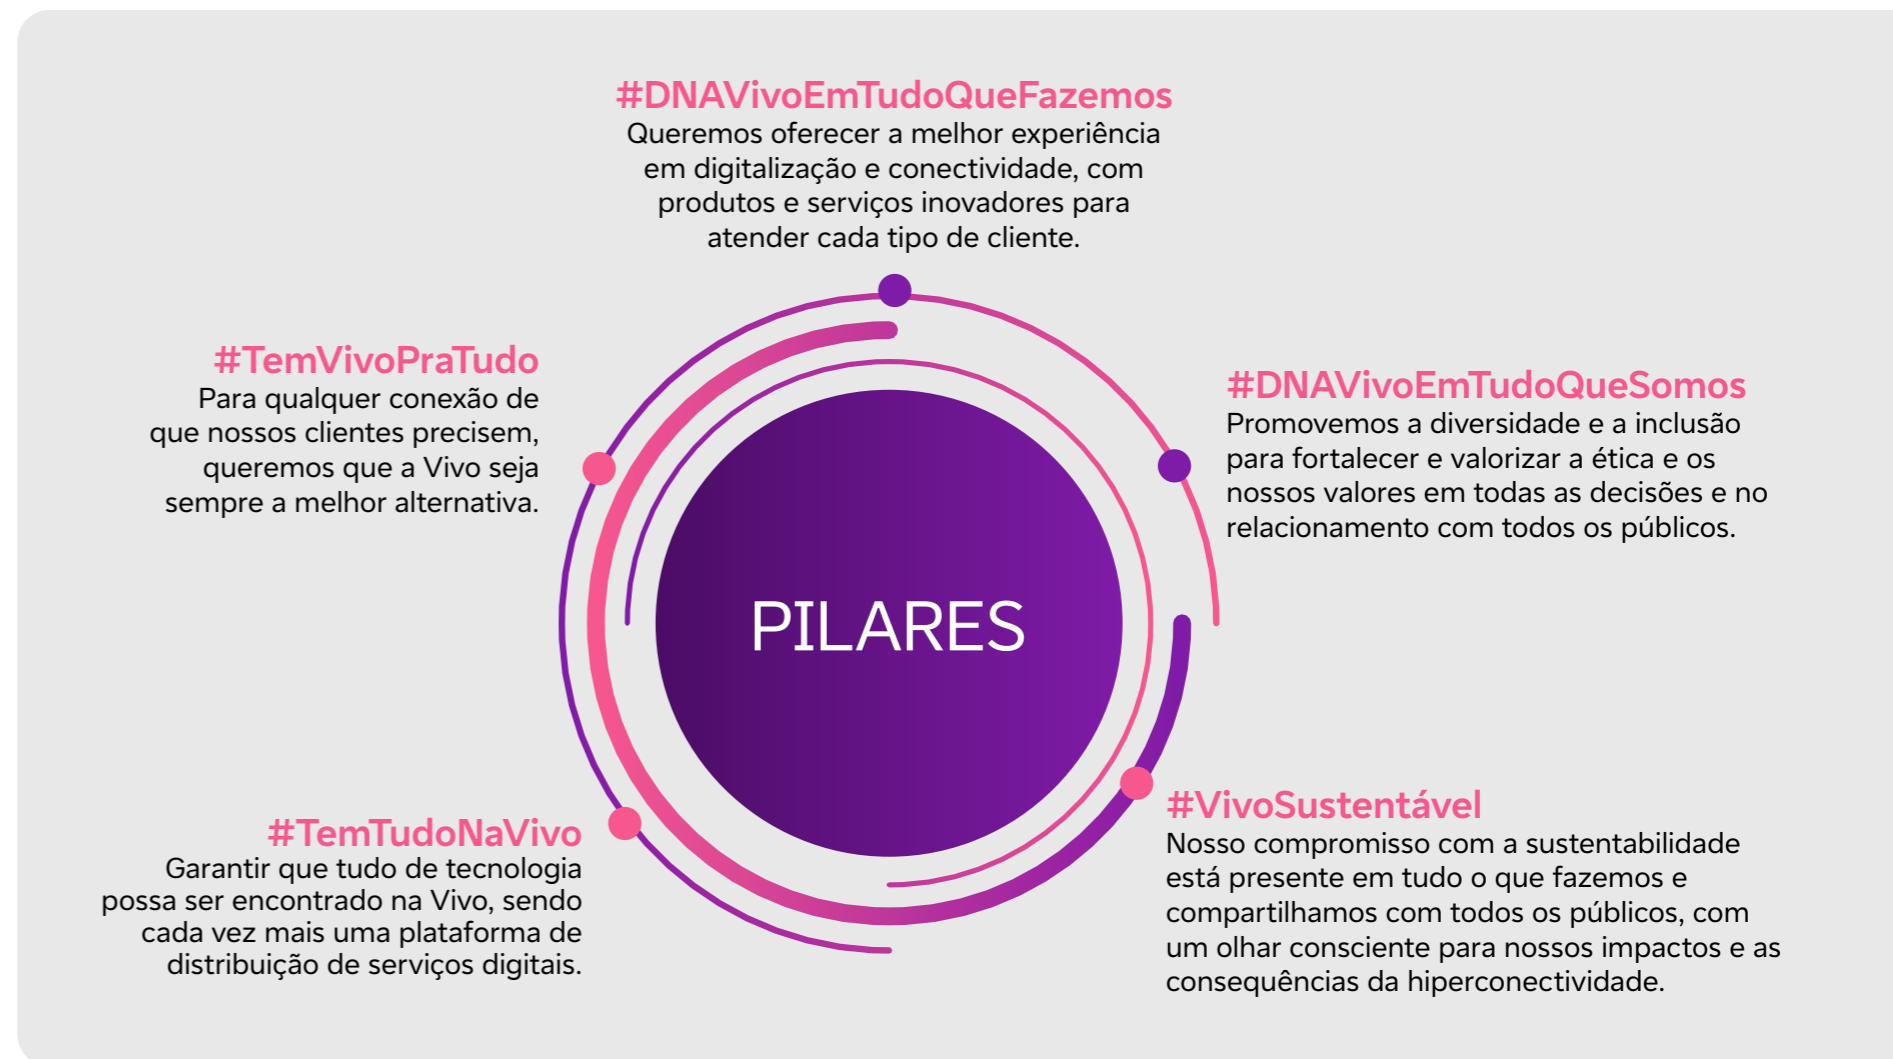 #DNAVivoEmTudoQueFazemos
Queremos oferecer a melhor experiência
em digitalização e conectividade, com
produtos e serviços inovadores para
atender cada tipo de cliente.
#TemVivoPraTudo
Para qualquer conexão de
que nossos clientes precisem,
queremos que a Vivo seja
sempre a melhor alternativa.
#DNAVivoEmTudoQueSomos
Promovemos a diversidade e a inclusão
para fortalecer e valorizar a ética e os
nossos valores em todas as decisões e no
relacionamento com todos os públicos.
PILARES
#TemTudoNaVivo
Garantir que tudo de tecnologia
possa ser encontrado na Vivo, sendo
cada vez mais uma plataforma de
distribuição de serviços digitais.
#VivoSustentável
Nosso compromisso com a sustentabilidade
está presente em tudo o que fazemos e
compartilhamos com todos os públicos, com
um olhar consciente para nossos impactos e as
consequências da hiperconectividade.